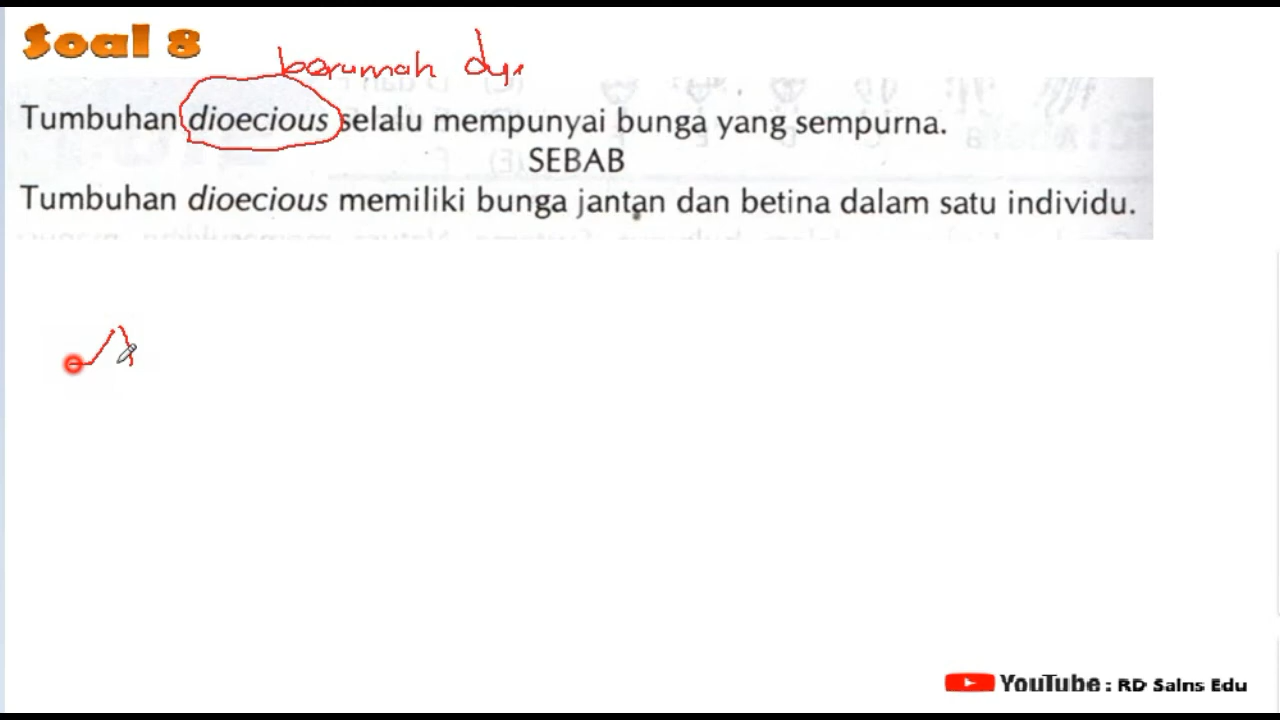 Soal 8
berumah
Tumbuhan dioecious selalu mempunyai bunga yang sempurna.
SEBAB
Tumbuhan dioecious memiliki bunga jantan dan betina dalam satu individu.
YouTube : RD Sains Edu